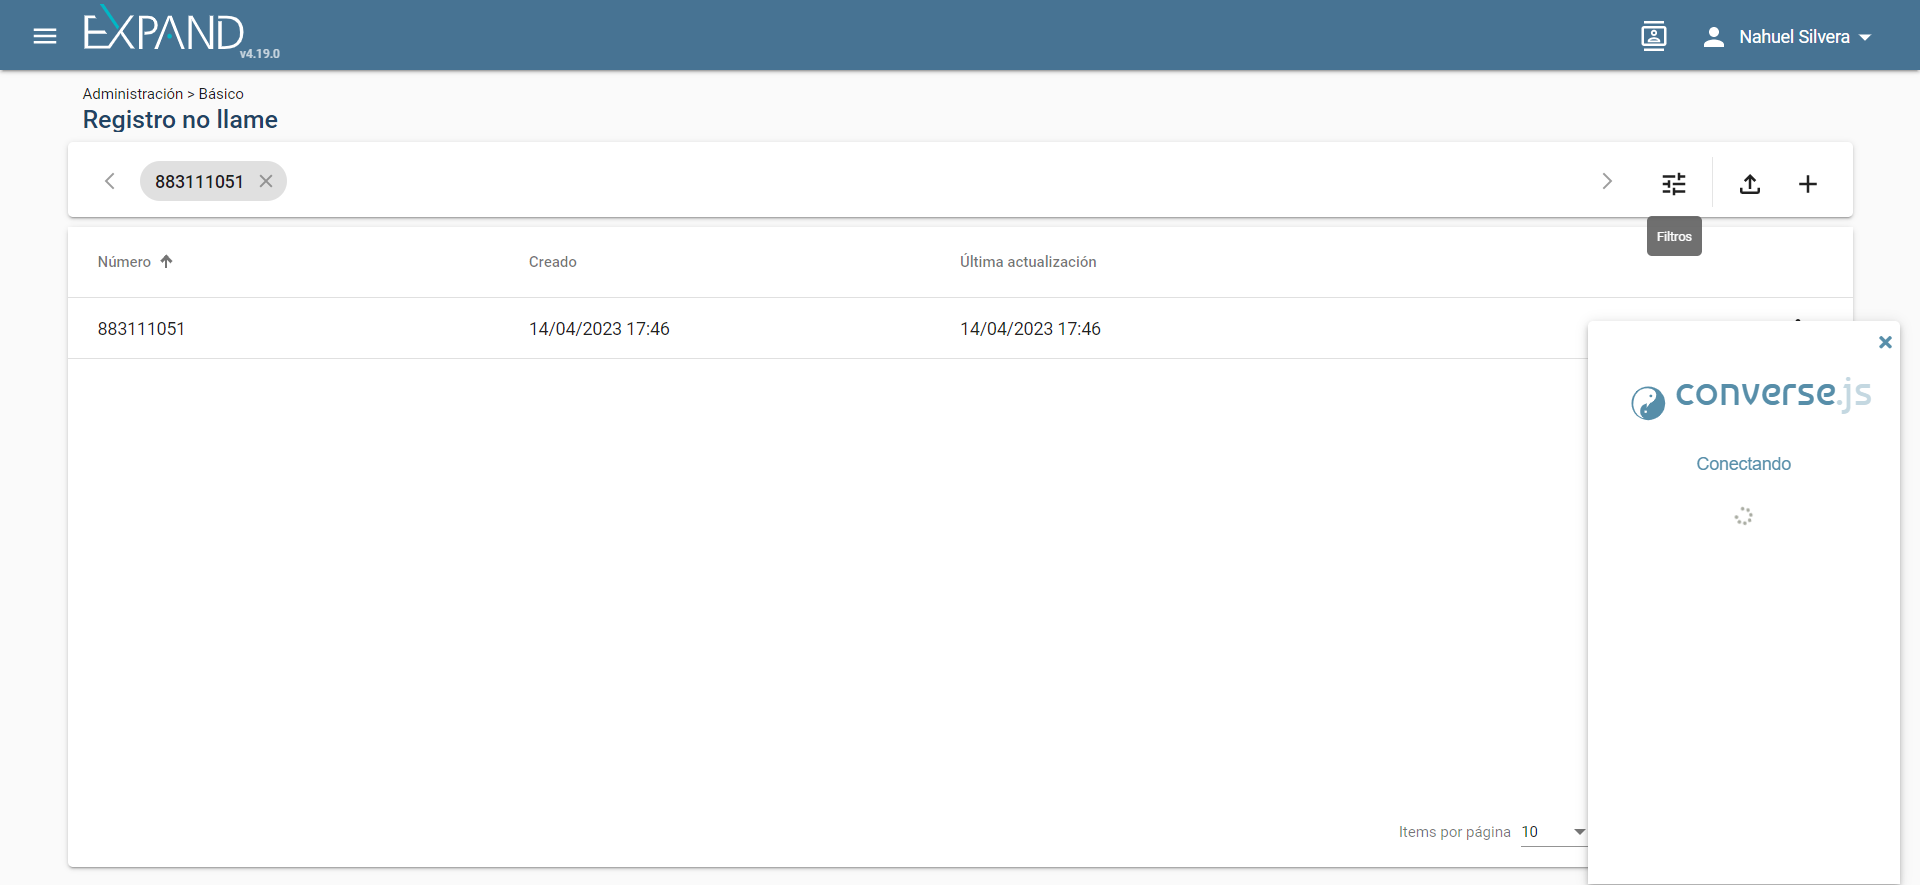 EXPAND
v4.19.0
Nahuel Silvera
Administración > Básico
Registro no llame
883111051
Filtros
Número Creado Última actualización
883111051 14/04/2023 17:46 14/04/2023 17:46
converse.js
Conectando
Items por página 10